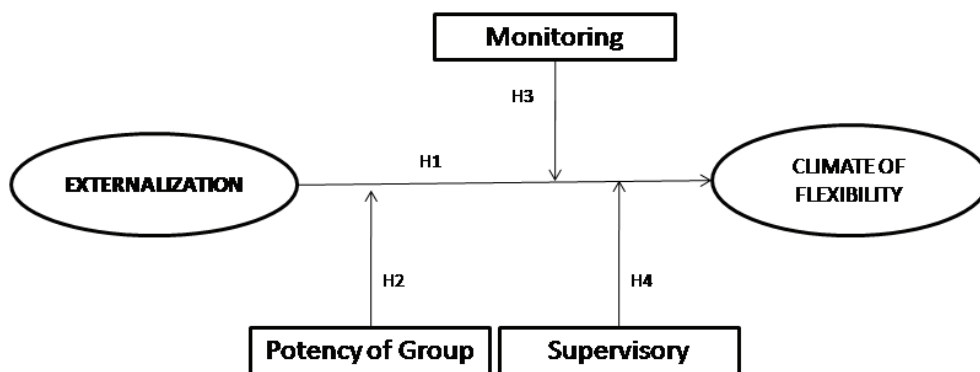 Monitoring
H3
H1
EXTERNALIZATION
CLIMATE OF
FLEXIBILITY
H2
H4
Potency of Group
Supervisory